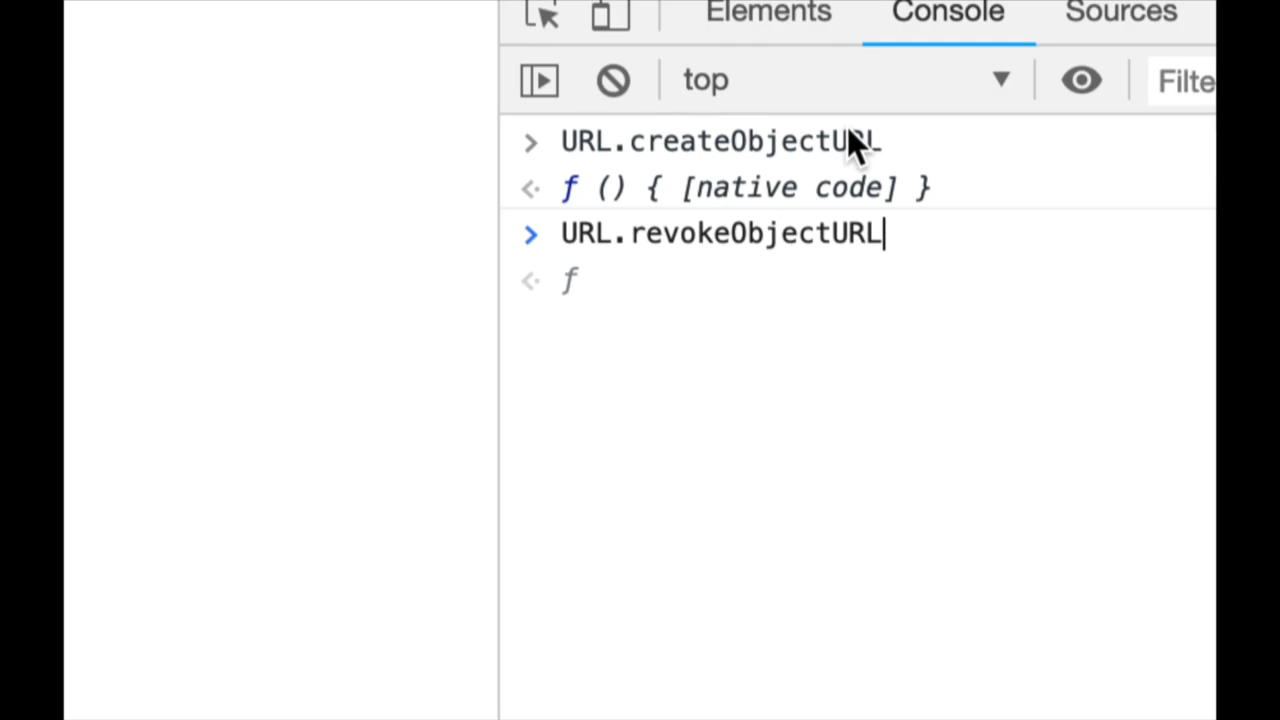 Elements Console Sources
top Filte
> URL.createObjectURL
<· ƒ () { [native code] }
> URL.revokeObjectURL
<· ƒ